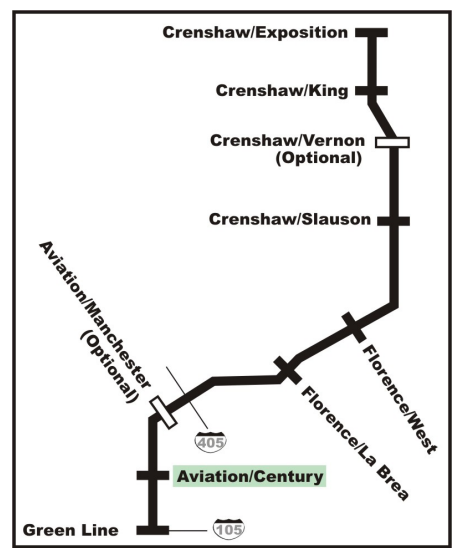 Crenshaw/Exposition
Crenshaw/King
Crenshaw/Vernon
(Optional)
Crenshaw/Slauson
Aviation/Manchester
(Optional)
Florence/West
Florence/La Brea
405
Aviation/Century
Green Line
105